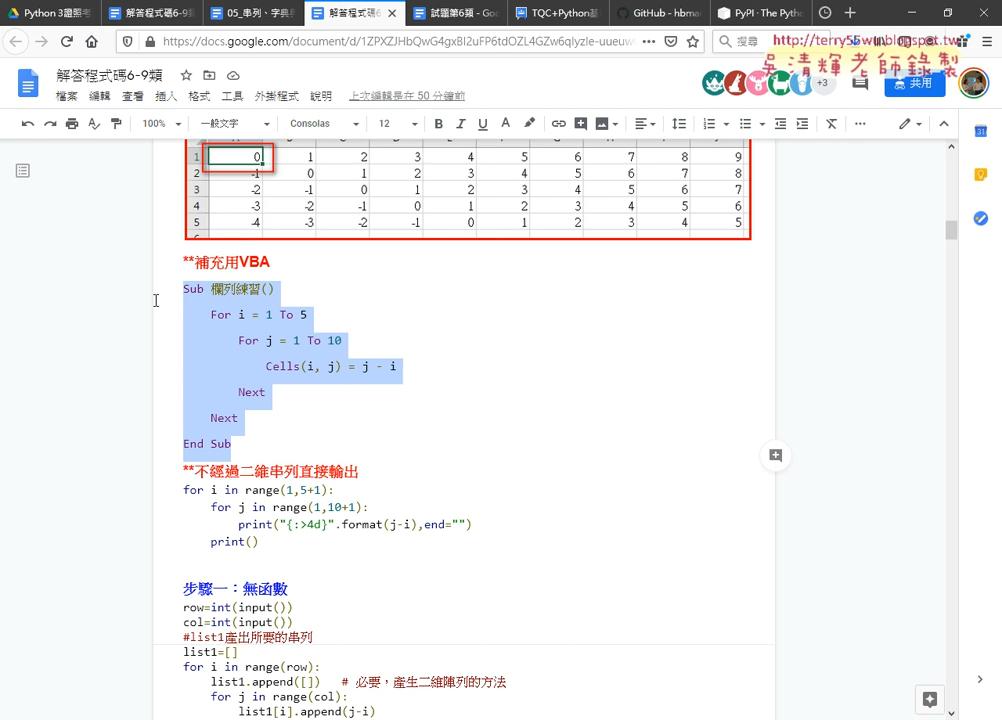 Python 3證照考
解答程式碼6-9類
05_串列、字典與
解答程式碼6
試題第6類 - Goo
TQC+Python基
GitHub - hbma
PyPI · The Pytho
https://docs.google.com/document/d/1ZPXZJHbQwG4gxBI2uFP6tdOZL4GZw6qIyzIe-uueuw
搜尋
http://terry55wu.blogspot.tw
吳清輝老師錄製
解答程式碼6-9類
+3
共用
檔案 編輯 查看 插入 格式 工具 外掛程式 說明 上次編輯是在 50 分鐘前
100% 一般文字 Consolas 12
1 0 1 2 3 4 5 6 7 8 9
2 -1 0 1 2 3 4 5 6 7 8
3 -2 -1 0 1 2 3 4 5 6 7
4 -3 -2 -1 0 1 2 3 4 5 6
5 -4 -3 -2 -1 0 1 2 3 4 5
**補充用VBA
Sub 欄列練習()
For i = 1 To 5
For j = 1 To 10
Cells(i, j) = j - i
Next
Next
End Sub
**不經過二維串列直接輸出
for i in range(1,5+1):
for j in range(1,10+1):
print("{:>4d}".format(j-i),end="")
print()
步驟一：無函數
row=int(input())
col=int(input())
#list1產出所要的串列
list1=[]
for i in range(row):
list1.append([]) # 必要，產生二維陣列的方法
for j in range(col):
list1[i].append(j-i)